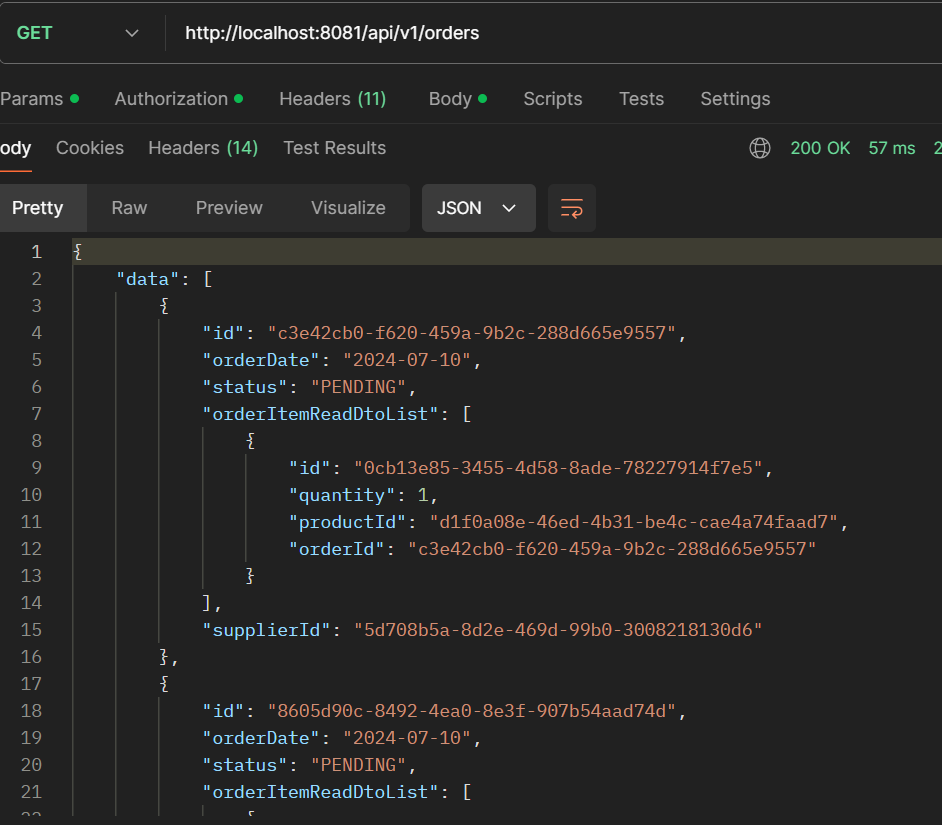 GET http://localhost:8081/api/v1/orders
Params Authorization Headers (11) Body Scripts Tests Settings
ody Cookies Headers (14) Test Results 200 OK 57 ms 2
Pretty Raw Preview Visualize JSON
1 {
2 "data": [
3 {
4 "id": "c3e42cb0-f620-459a-9b2c-288d665e9557",
5 "orderDate": "2024-07-10",
6 "status": "PENDING",
7 "orderItemReadDtoList": [
8 {
9 "id": "0cb13e85-3455-4d58-8ade-78227914f7e5",
10 "quantity": 1,
11 "productId": "d1f0a08e-46ed-4b31-be4c-cae4a74faad7",
12 "orderId": "c3e42cb0-f620-459a-9b2c-288d665e9557"
13 }
14 ],
15 "supplierId": "5d708b5a-8d2e-469d-99b0-3008218130d6"
16 },
17 {
18 "id": "8605d90c-8492-4ea0-8e3f-907b54aad74d",
19 "orderDate": "2024-07-10",
20 "status": "PENDING",
21 "orderItemReadDtoList": [